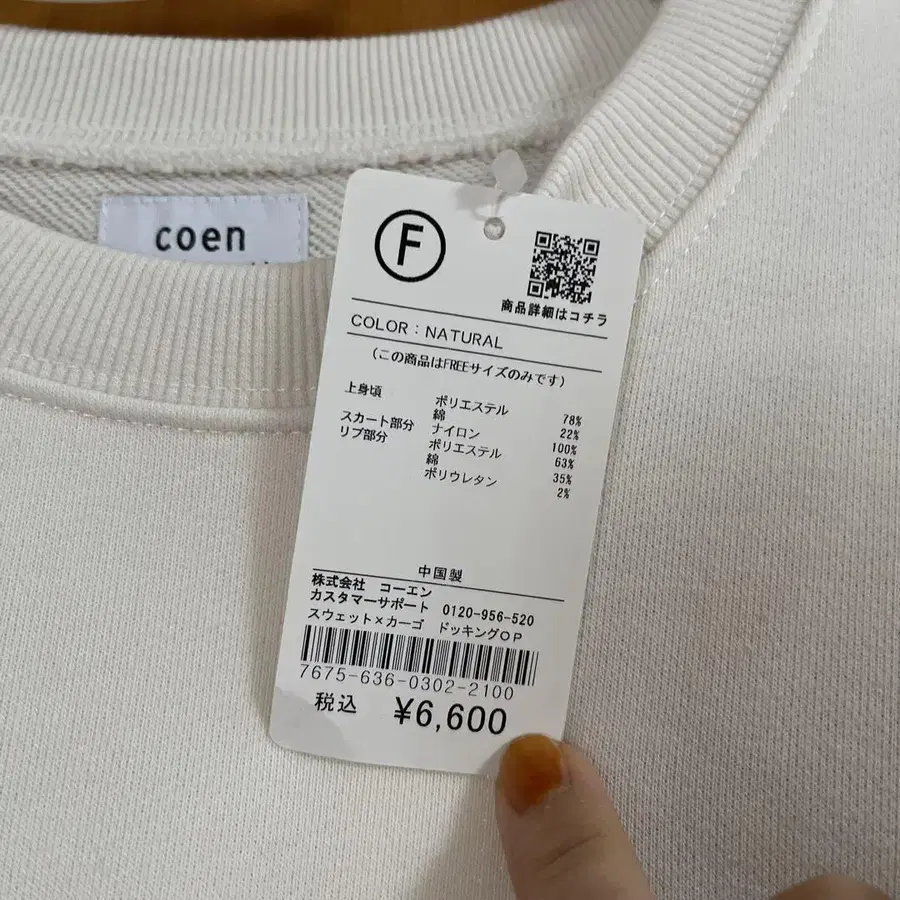 coen
F
商品詳細はコチラ
COLOR：NATURAL
（この商品はFREEサイズのみです）
上身頃 ポリエステル 78%
綿 22%
スカート部分 ナイロン 100%
リブ部分 ポリエステル 63%
綿 35%
ポリウレタン 2%
中国製
株式会社 コーエン
カスタマーサポート 0120-956-520
スウェット×カーゴ ドッキングOP
7675-636-0302-2100
税込 ¥6,600